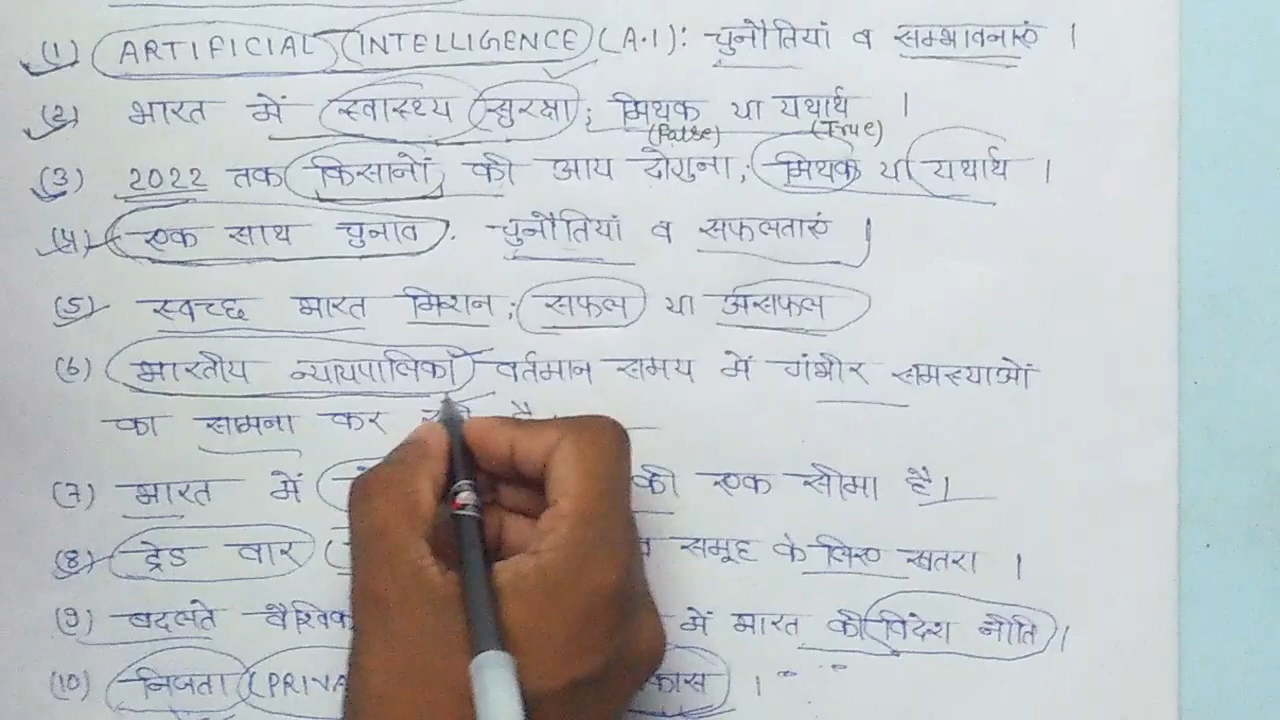 (1) ARTIFICIAL INTELLIGENCE (A.I): चुनौतियां व सम्भावनाएं ।
(2) भारत में स्वास्थ्य सुरक्षा; मिथक या यथार्थ ।
(False) (True)
(3) 2022 तक किसानों की आय दोगुना; मिथक या यथार्थ ।
(4) एक साथ चुनाव. चुनौतियां व सफलताएं
(5) स्वच्छ भारत मिशन; सफल या असफल
(6) भारतीय न्यायपालिका वर्तमान समय में गंभीर समस्याओं
का सामना कर है
(7) भारत में की एक सीमा है।
(8) ट्रेड वार समूह के लिए खतरा ।
(9) बदलते वैश्विक में भारत की विदेश नीति।
(10) निजता (PRIVA ।